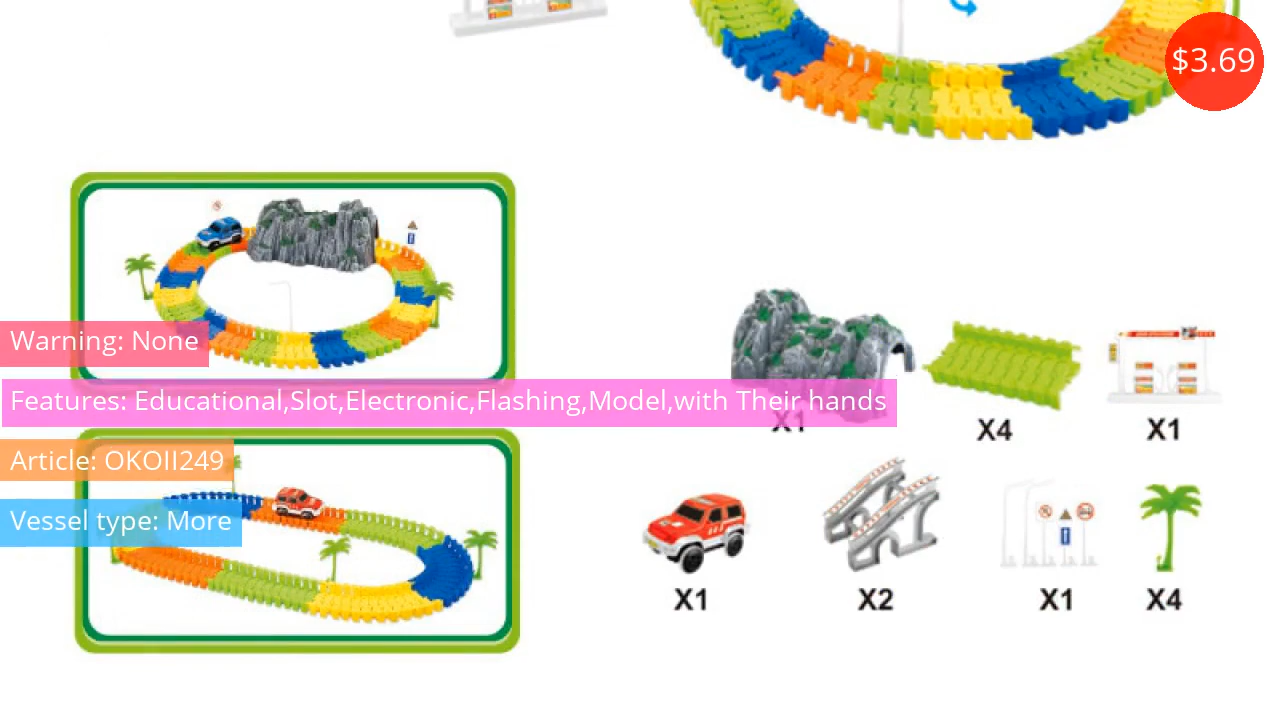 $3.69
Warning: None
Features: Educational,Slot,Electronic,Flashing,Model,with Their hands
X1
X4
X1
Article: OKOII249
Vessel type: More
X1
X2
X1
X4